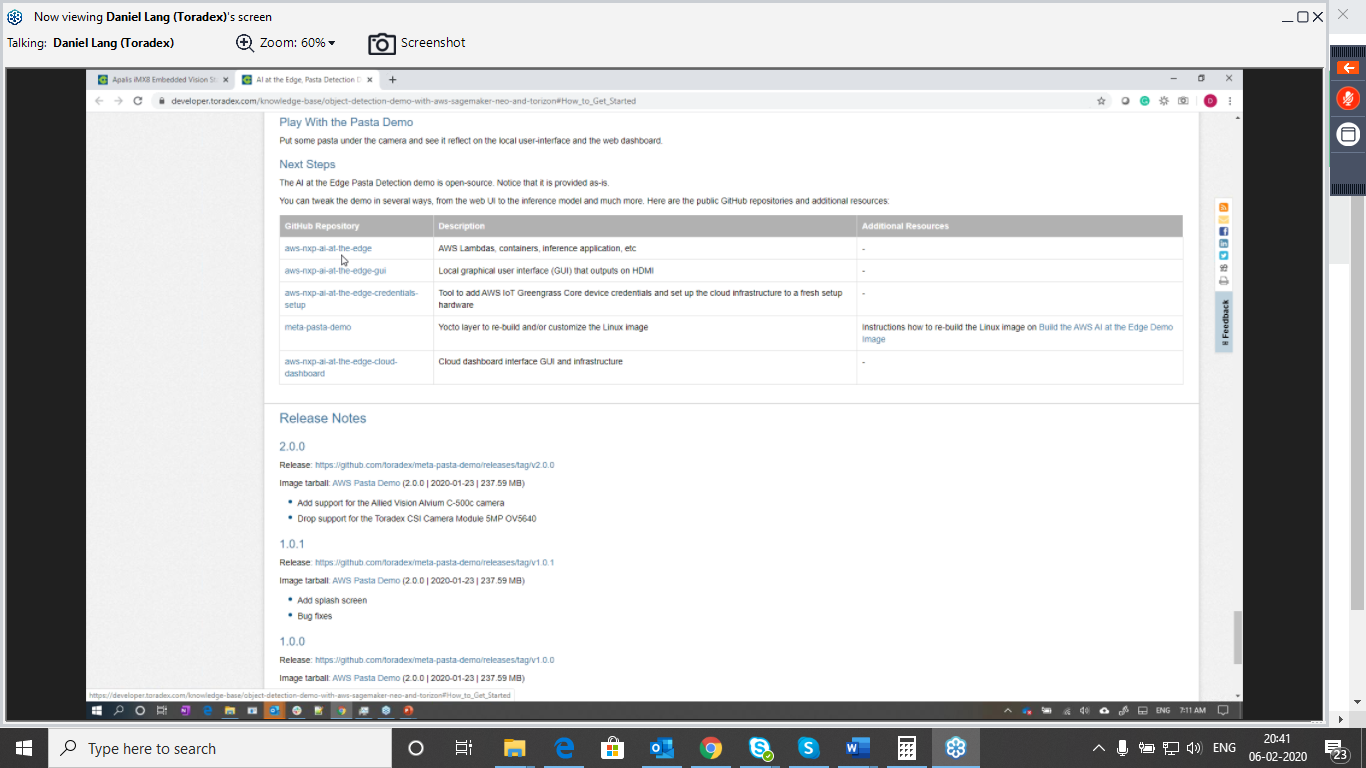 Now viewing Daniel Lang (Toradex)'s screen
Talking: Daniel Lang (Toradex)
Zoom: 60%
Screenshot
Apalis iMX8 Embedded Vision St
AI at the Edge, Pasta Detection D
developer.toradex.com/knowledge-base/object-detection-demo-with-aws-sagemaker-neo-and-torizon#How_to_Get_Started
D
Play With the Pasta Demo
Put some pasta under the camera and see it reflect on the local user-interface and the web dashboard.
Next Steps
The AI at the Edge Pasta Detection demo is open-source. Notice that it is provided as-is.
You can tweak the demo in several ways, from the web UI to the inference model and much more. Here are the public GitHub repositories and additional resources:
GitHub Repository Description Additional Resources
aws-nxp-ai-at-the-edge AWS Lambdas, containers, inference application, etc -
aws-nxp-ai-at-the-edge-gui Local graphical user interface (GUI) that outputs on HDMI -
aws-nxp-ai-at-the-edge-credentials- Tool to add AWS IoT Greengrass Core device credentials and set up the cloud infrastructure to a fresh setup -
setup hardware
meta-pasta-demo Yocto layer to re-build and/or customize the Linux image Instructions how to re-build the Linux image on Build the AWS AI at the Edge Demo
Image
aws-nxp-ai-at-the-edge-cloud- Cloud dashboard interface GUI and infrastructure -
dashboard
Feedback
Release Notes
2.0.0
Release: https://github.com/toradex/meta-pasta-demo/releases/tag/v2.0.0
Image tarball: AWS Pasta Demo (2.0.0 | 2020-01-23 | 237.59 MB)
• Add support for the Allied Vision Alvium C-500c camera
• Drop support for the Toradex CSI Camera Module 5MP OV5640
1.0.1
Release: https://github.com/toradex/meta-pasta-demo/releases/tag/v1.0.1
Image tarball: AWS Pasta Demo (2.0.0 | 2020-01-23 | 237.59 MB)
• Add splash screen
• Bug fixes
1.0.0
Release: https://github.com/toradex/meta-pasta-demo/releases/tag/v1.0.0
Image tarball: AWS Pasta Demo (2.0.0 | 2020-01-23 | 237.59 MB)
https://developer.toradex.com/knowledge-base/object-detection-demo-with-aws-sagemaker-neo-and-torizon#How_to_Get_Started
ENG 7:11 AM
Type here to search
ENG
20:41
06-02-2020
23